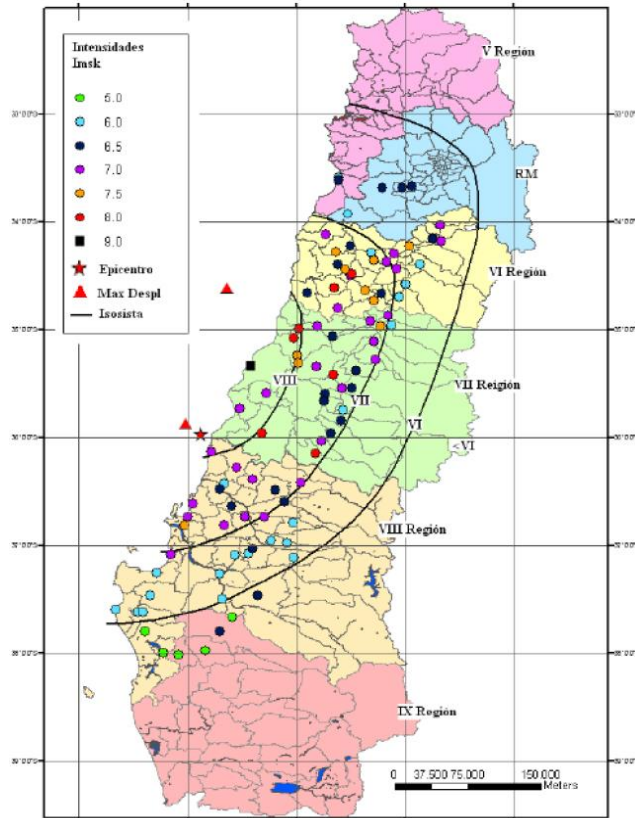 Intensidades
Imsk
5.0
6.0
6.5
7.0
7.5
8.0
9.0
Epicentro
Max Despl
Isosista
V Región
RM
VI Región
VII Reigión
VIII Región
IX Región
VIII
VII
VI
<VI
0 37.500 75.000 150.000
Meters